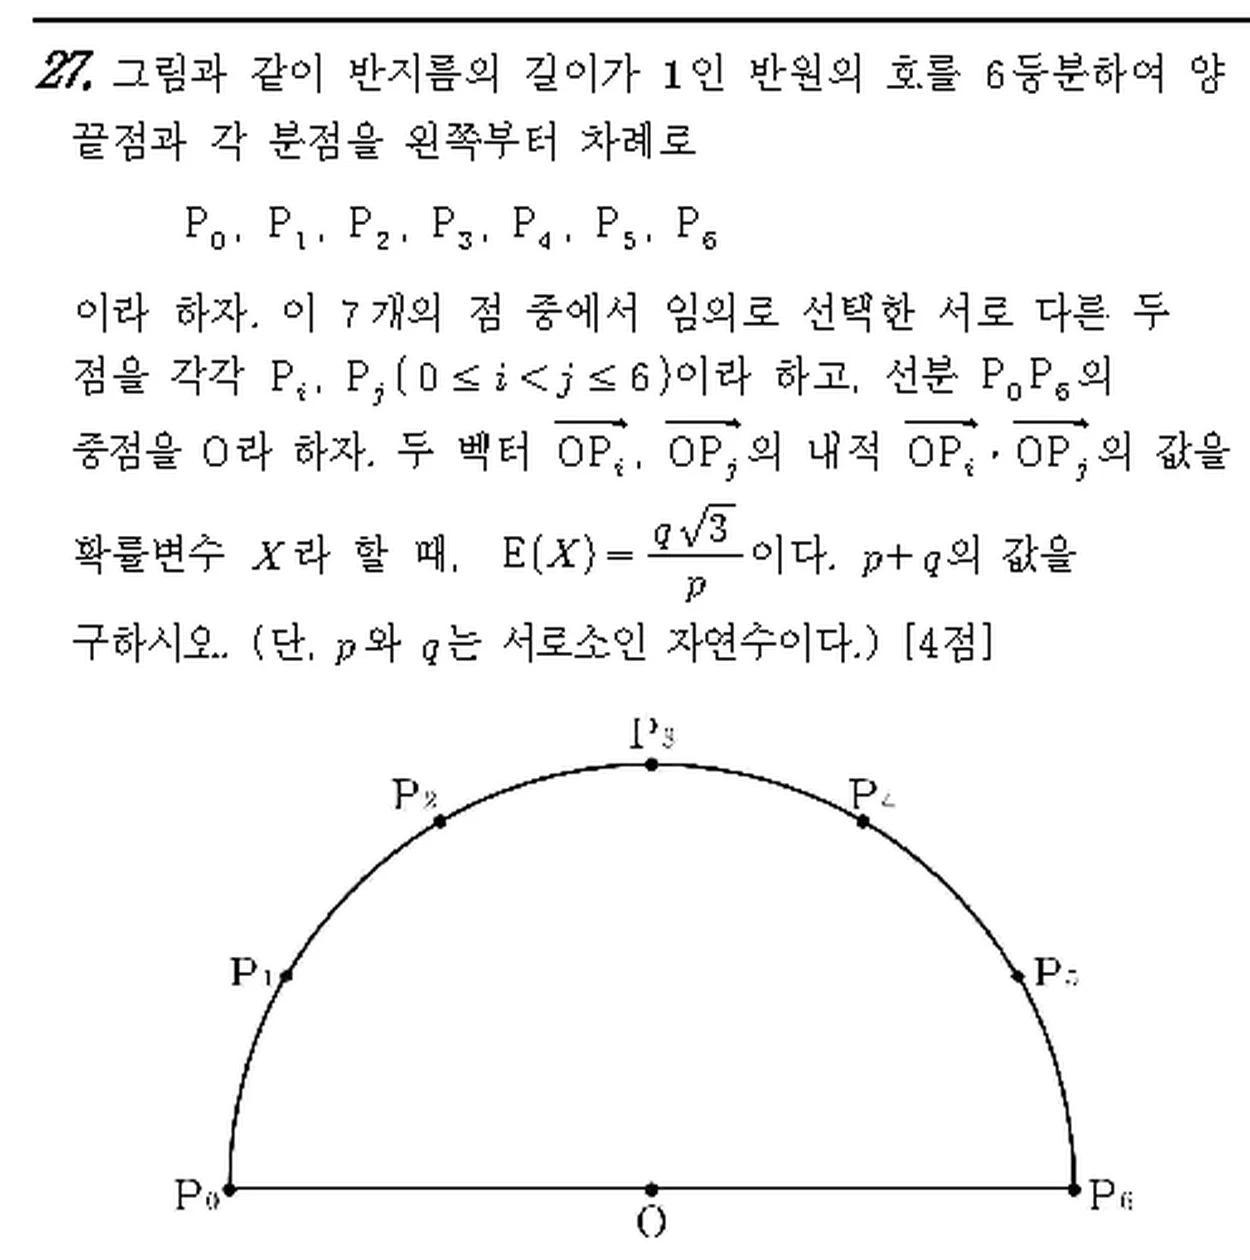 27. 그림과 같이 반지름의 길이가 1인 반원의 호를 6등분하여 양
끝점과 각 분점을 왼쪽부터 차례로
P₀, P₁, P₂, P₃, P₄, P₅, P₆
이라 하자. 이 7개의 점 중에서 임의로 선택한 서로 다른 두
점을 각각 Pᵢ, Pⱼ(0≤i<j≤6)이라 하고, 선분 P₀P₆의
중점을 O라 하자. 두 벡터 \overrightarrow{OPᵢ}, \overrightarrow{OPⱼ}의 내적 \overrightarrow{OPᵢ}·\overrightarrow{OPⱼ}의 값을
확률변수 X라 할 때, E(X)=\frac{q√3}{p}이다. p+q의 값을
구하시오.. (단, p와 q는 서로소인 자연수이다.) [4점]
P₃
P₂ P₄
P₁ P₅
P₀ P₆
O